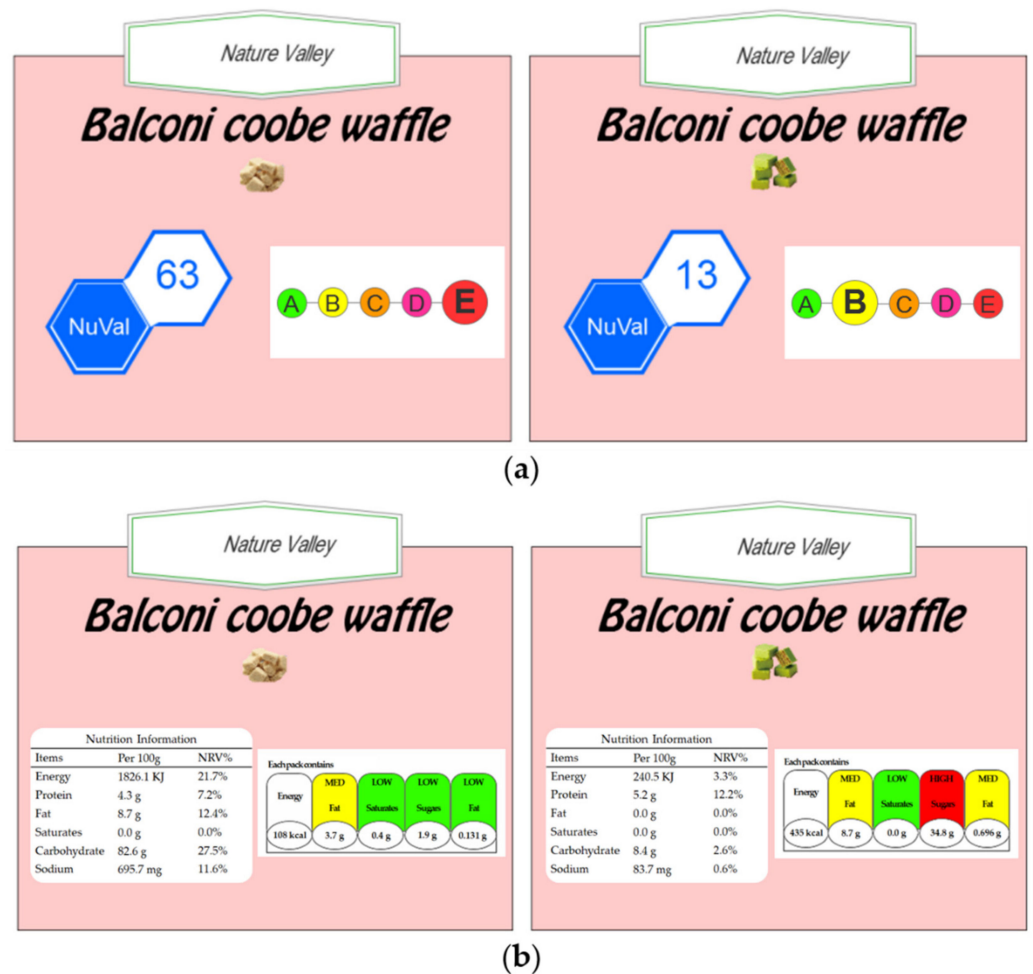 Nature Valley
Balconi coobe waffle
63
NuVal
A B C D E
Nature Valley
Balconi coobe waffle
13
NuVal
A B C D E
(a)
Nature Valley
Balconi coobe waffle
Nutrition Information
Items Per 100g NRV%
Energy 1826.1 KJ 21.7%
Protein 4.3 g 7.2%
Fat 8.7 g 12.4%
Saturates 0.0 g 0.0%
Carbohydrate 82.6 g 27.5%
Sodium 695.7 mg 11.6%
Each pack contains
MED LOW LOW LOW
Energy Fat Saturates Sugars Fat
108 kcal 3.7 g 0.4 g 1.9 g 0.131 g
Nature Valley
Balconi coobe waffle
Nutrition Information
Items Per 100g NRV%
Energy 240.5 KJ 3.3%
Protein 5.2 g 12.2%
Fat 0.0 g 0.0%
Saturates 0.0 g 0.0%
Carbohydrate 8.4 g 2.6%
Sodium 83.7 mg 0.6%
Each pack contains
MED LOW HIGH MED
Energy Fat Saturates Sugars Fat
435 kcal 8.7 g 0.0 g 34.8 g 0.696 g
(b)